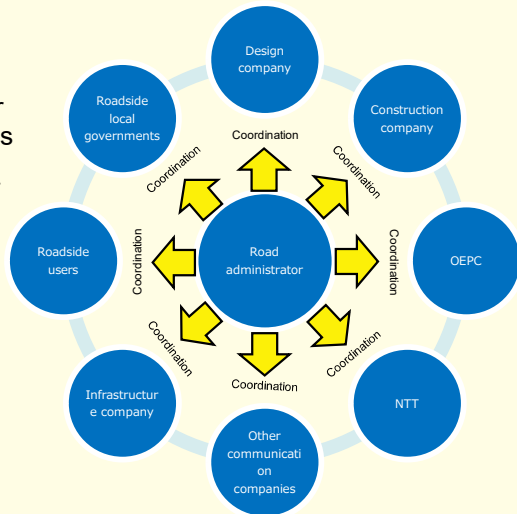 Design
company
Roadside
local
governments
Construction
company
Coordination
Coordination
Coordination
s
Roadside
users
Coordination
Road
administrator
Coordination
OEPC
Coordination
Coordination
Coordination
Infrastructur
e company
NTT
Other
communicati
on
companies